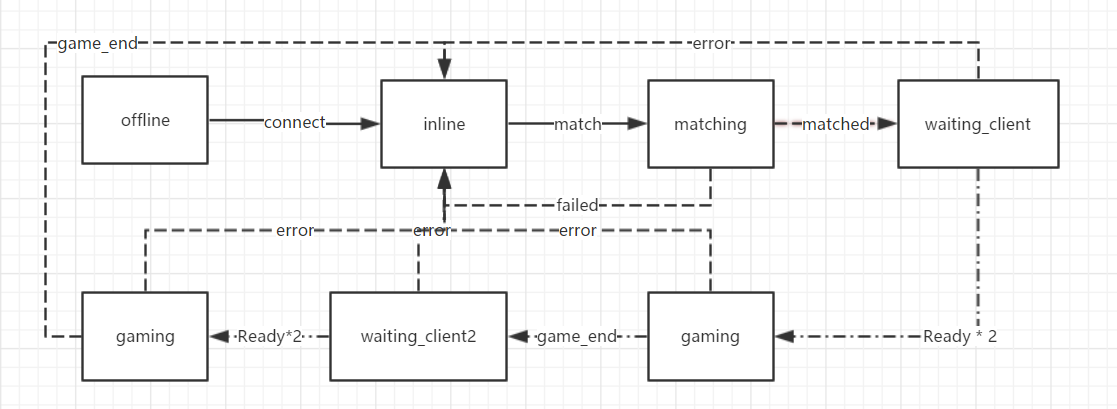 game_end
error
offline
connect
inline
match
matching
matched
waiting_client
failed
error
error
error
gaming
Ready*2
waiting_client2
game_end
gaming
Ready * 2